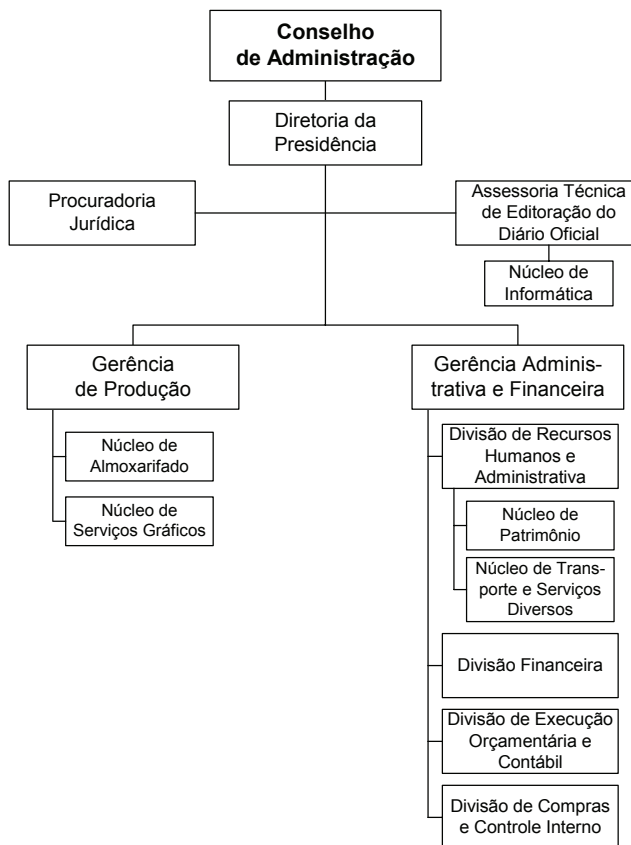 Conselho
de Administração
Diretoria da
Presidência
Procuradoria
Jurídica
Assessoria Técnica
de Editoração do
Diário Oficial
Núcleo de
Informática
Gerência
de Produção
Núcleo de
Almoxarifado
Núcleo de
Serviços Gráficos
Gerência Adminis-
trativa e Financeira
Divisão de Recursos
Humanos e
Administrativa
Núcleo de
Patrimônio
Núcleo de Trans-
porte e Serviços
Diversos
Divisão Financeira
Divisão de Execução
Orçamentária e
Contábil
Divisão de Compras
e Controle Interno